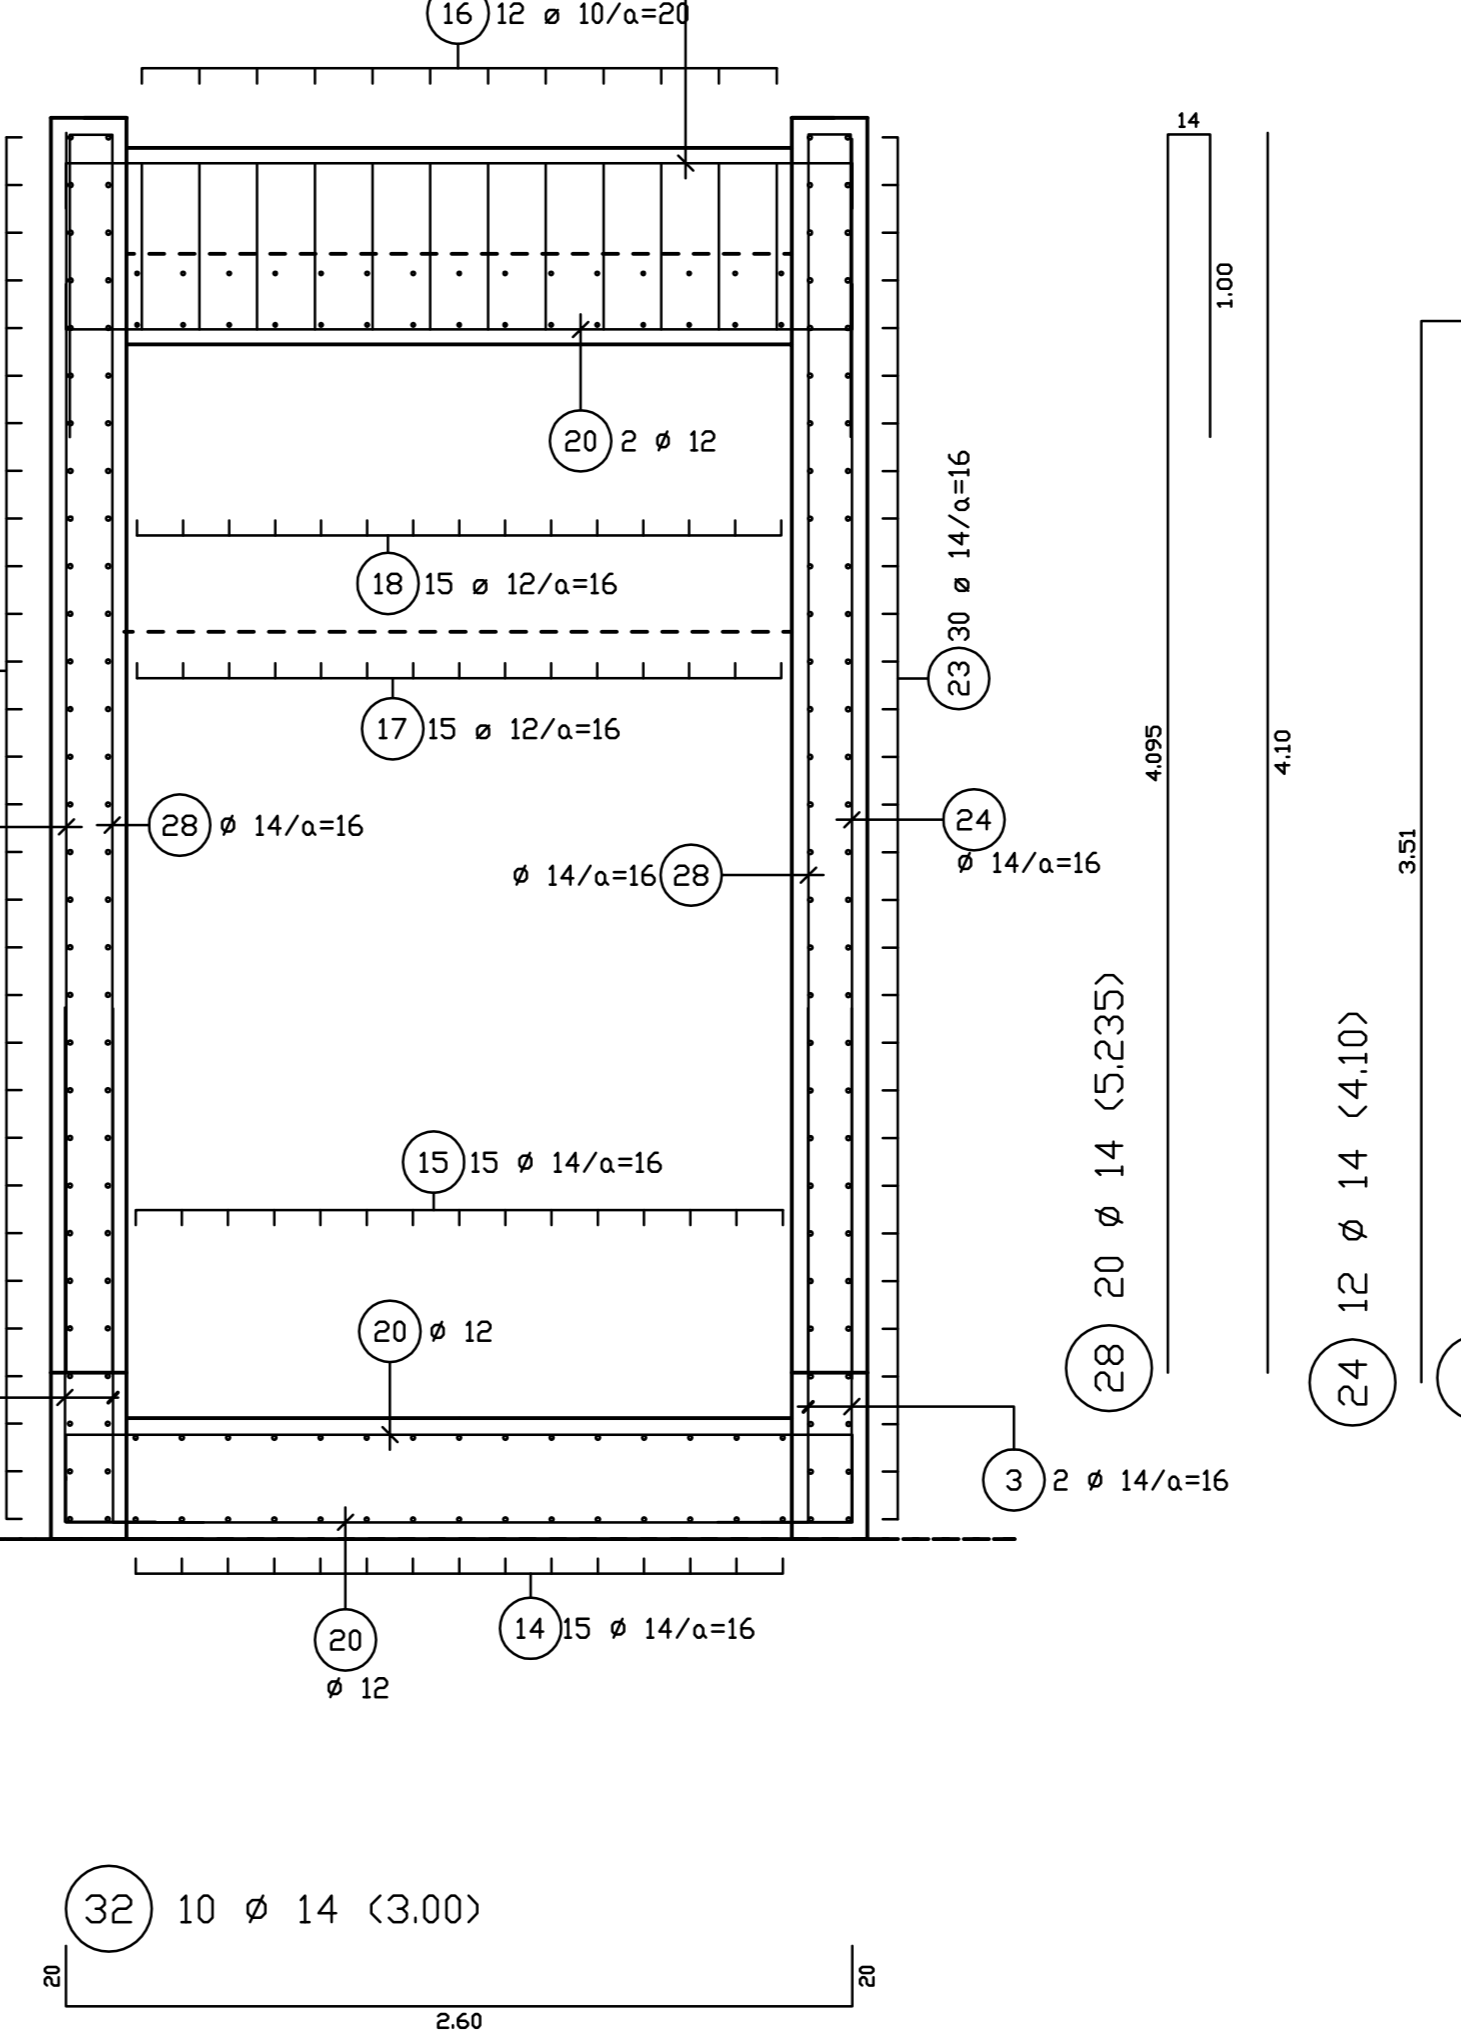 16 12 ø 10/a=20
14
1.00
20 2 ø 12
30 ø 14/a=16
23
18 15 ø 12/a=16
17 15 ø 12/a=16
4.095
4.10
28 ø 14/a=16
24
ø 14/a=16
ø 14/a=16 28
3.51
28 20 ø 14 (5.235)
24 12 ø 14 (4.10)
15 15 ø 14/a=16
20 ø 12
3 2 ø 14/a=16
14 15 ø 14/a=16
20
ø 12
32 10 ø 14 (3.00)
20
20
2.60